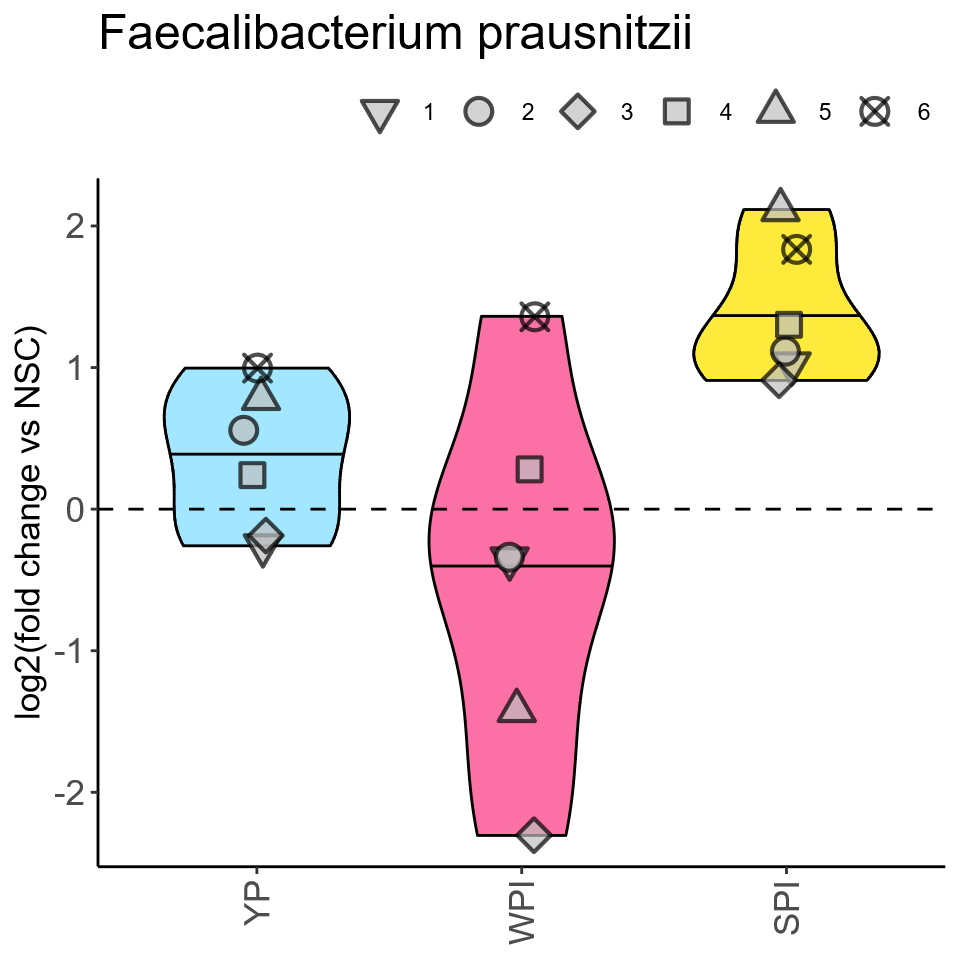 Faecalibacterium prausnitzii
1 2 3 4 5 6
log2(fold change vs NSC)
2
1
0
-1
-2
YP WPI SPI